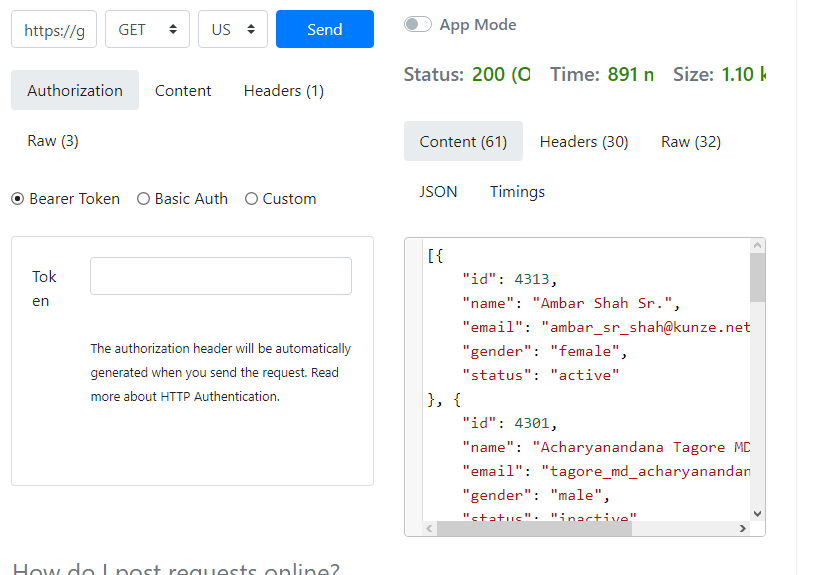 https://g GET US Send
Authorization Content Headers (1)
Raw (3)
Bearer Token Basic Auth Custom
Tok
en
The authorization header will be automatically
generated when you send the request. Read
more about HTTP Authentication.
How do I post requests online?
App Mode
Status: 200 (O Time: 891 n Size: 1.10 k
Content (61) Headers (30) Raw (32)
JSON Timings
[{
"id": 4313,
"name": "Ambar Shah Sr.",
"email": "ambar_sr_shah@kunze.net
"gender": "female",
"status": "active"
}, {
"id": 4301,
"name": "Acharyanandana Tagore MD
"email": "tagore_md_acharyanandan
"gender": "male",
"status": "inactive"